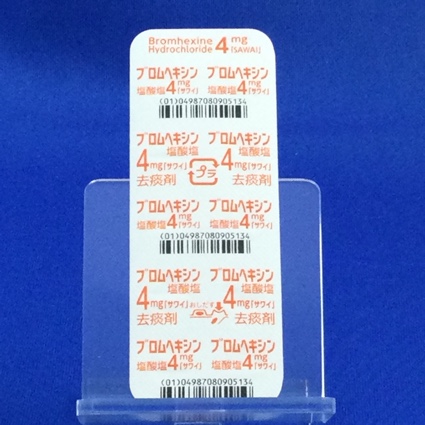 Bromhexine
Hydrochloride 4mg [SAWAI]
ブロムヘキシン ブロムヘキシン
塩酸塩4mg「サワイ」 塩酸塩4mg「サワイ」
(01)04987080905134
ブロムヘキシン ブロムヘキシン
塩酸塩 塩酸塩
4mg「サワイ」 プラ 4mg「サワイ」
去痰剤 去痰剤
ブロムヘキシン ブロムヘキシン
塩酸塩4mg「サワイ」 塩酸塩4mg「サワイ」
(01)04987080905134
ブロムヘキシン ブロムヘキシン
塩酸塩 塩酸塩
4mg「サワイ」 おしだす 4mg「サワイ」
去痰剤 去痰剤
ブロムヘキシン ブロムヘキシン
塩酸塩4mg「サワイ」 塩酸塩4mg「サワイ」
(01)04987080905134